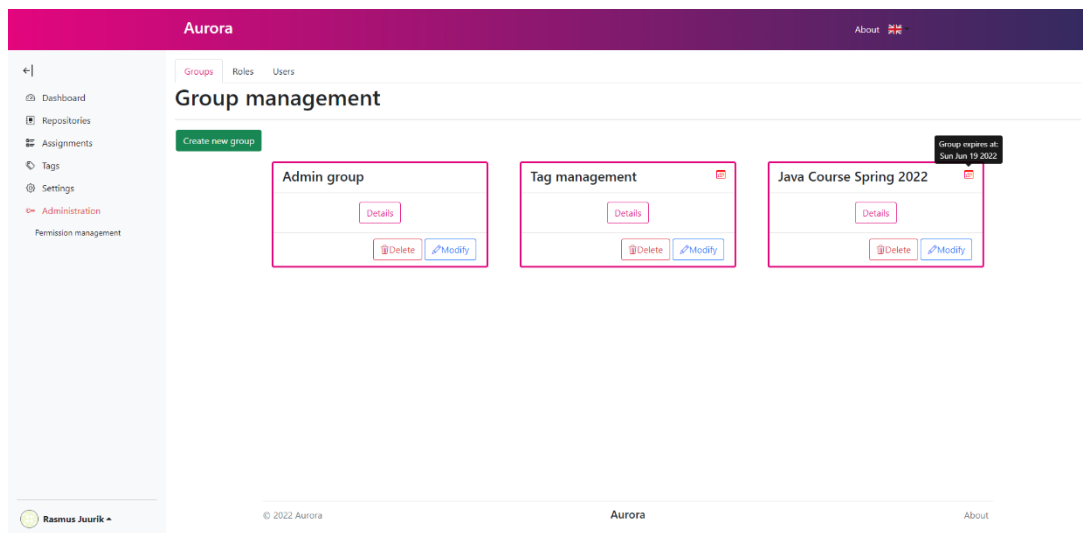 Aurora
About
Groups Roles Users
Dashboard
Repositories
Assignments
Tags
Settings
Administration
Permission management
Group management
Create new group
Group expires at:
Sun Jun 19 2022
Admin group
Details
Delete Modify
Tag management
Details
Delete Modify
Java Course Spring 2022
Details
Delete Modify
Rasmus Juurik
© 2022 Aurora
Aurora
About